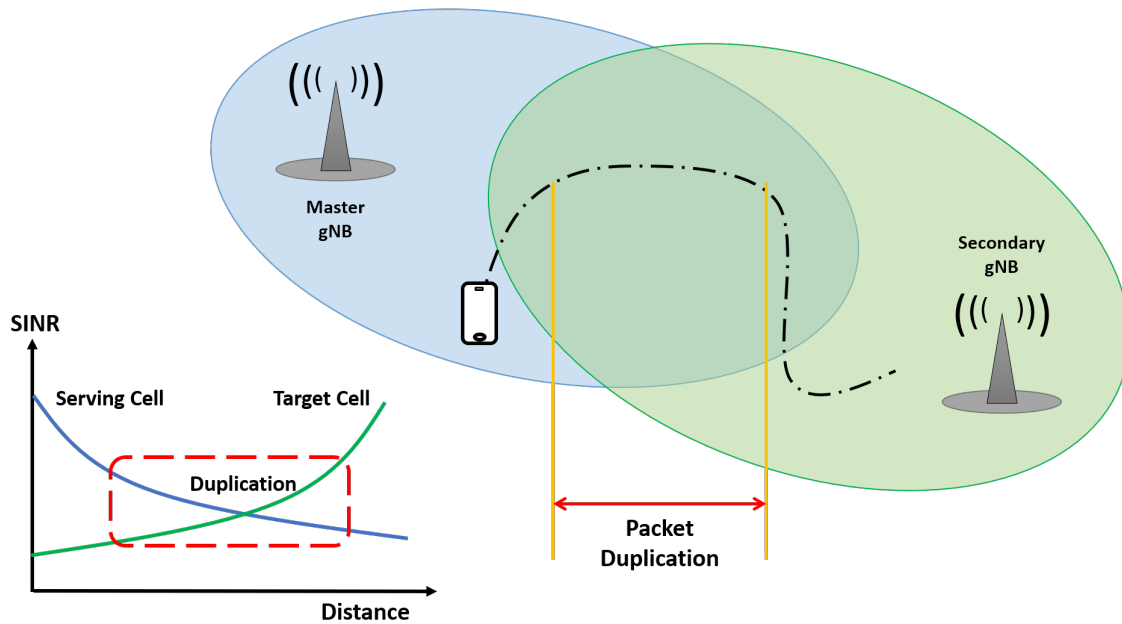 Master
gNB
Secondary
gNB
SINR
Serving Cell
Target Cell
Duplication
Distance
Packet
Duplication